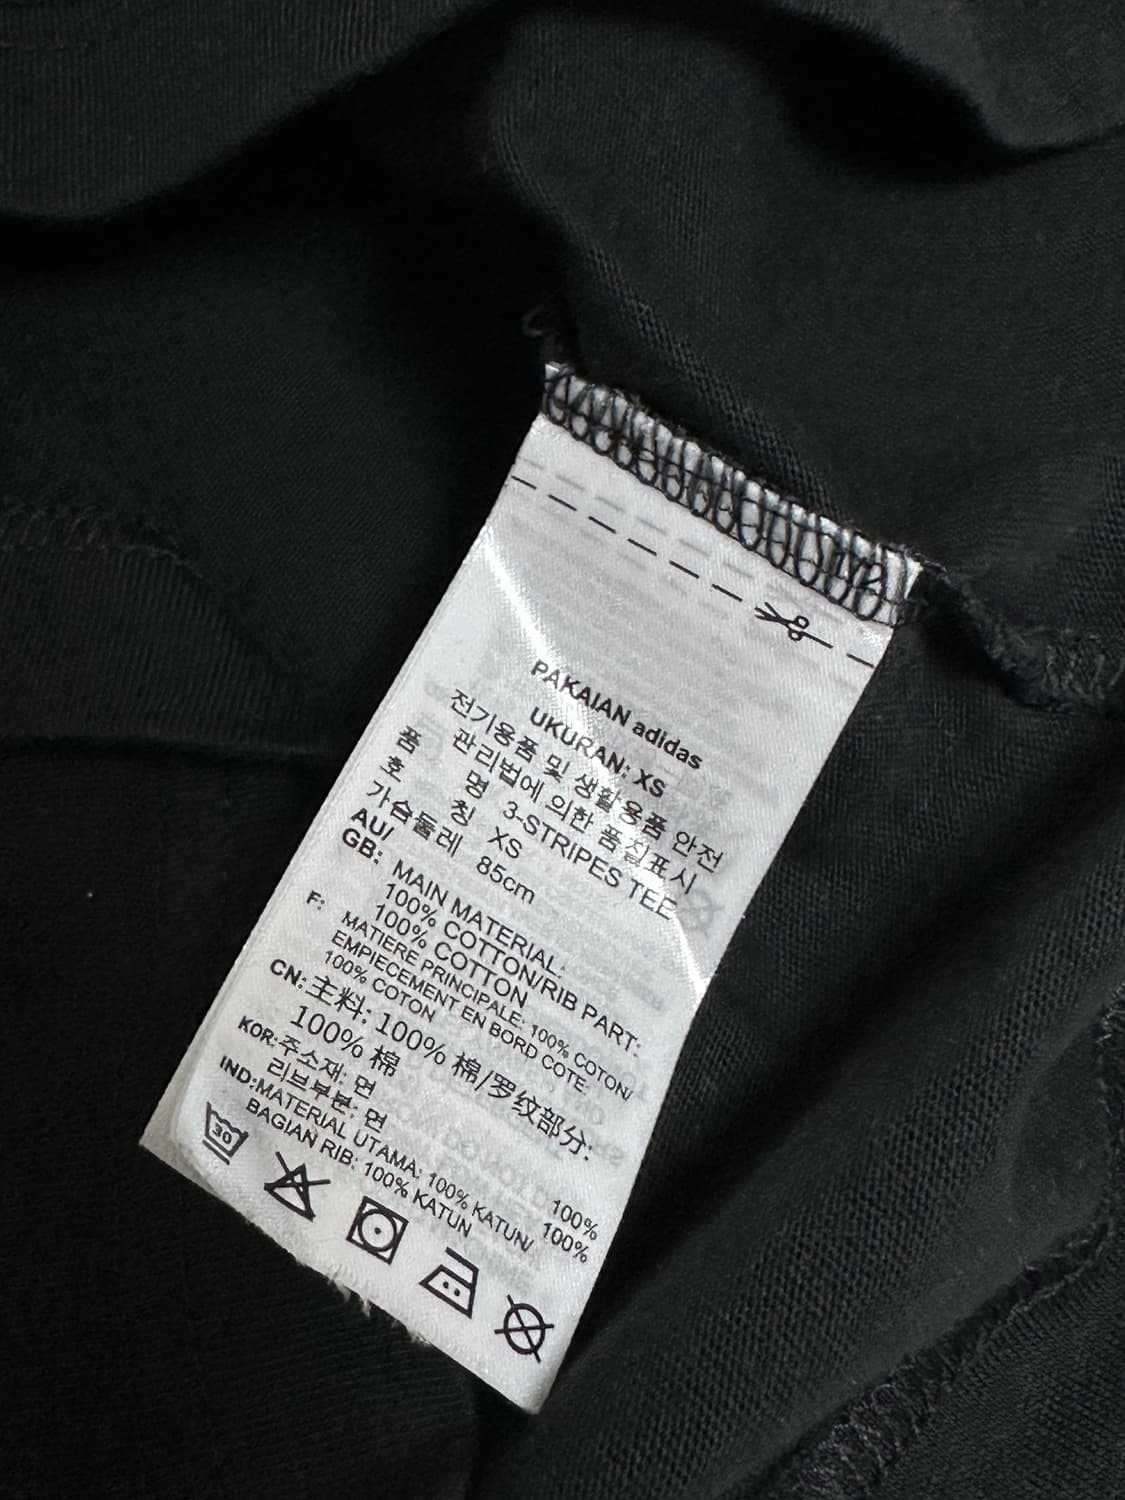 PAKAIAN adidas
UKURAN: XS
전기용품 및 생활용품 안전
관리법에 의한 품질표시
품 명 3-STRIPES TEE
호 칭 XS
가슴둘레 85cm
AU/
GB: MAIN MATERIAL:
100% COTTON/RIB PART:
100% COTTON
F: MATIERE PRINCIPALE: 100% COTON/
EMPIECEMENT EN BORD COTE:
100% COTON
CN: 主料: 100% 棉/罗纹部分:
100% 棉
KOR: 주소재: 면 100%
리브부분: 면 100%
IND: MATERIAL UTAMA: 100% KATUN/
BAGIAN RIB: 100% KATUN
30